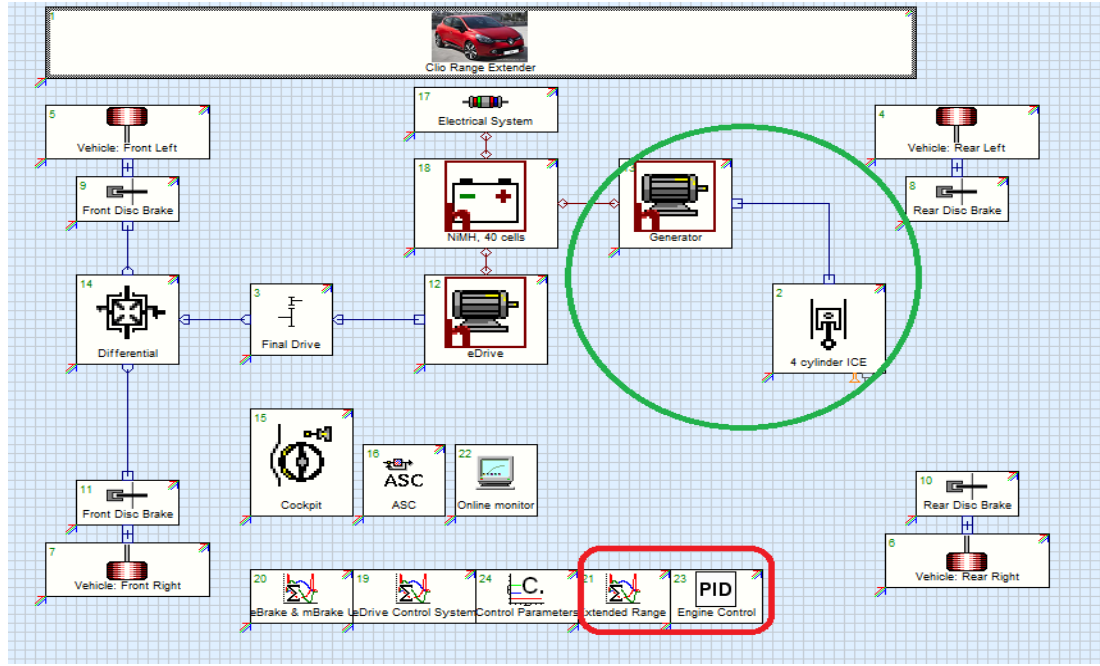 1
Clio Range Extender
5
Vehicle: Front Left
17
Electrical System
4
Vehicle: Rear Left
9
Front Disc Brake
18
NiMH, 40 cells
Generator
8
Rear Disc Brake
14
Differential
3
Final Drive
12
eDrive
2
4 cylinder ICE
15
Cockpit
16
ASC
ASC
22
Online monitor
11
Front Disc Brake
10
Rear Disc Brake
7
Vehicle: Front Right
6
Vehicle: Rear Right
20
eBrake & mBrake U
19
eDrive Control System
24
C.
Control Parameters
21
Extended Range
23
PID
Engine Control